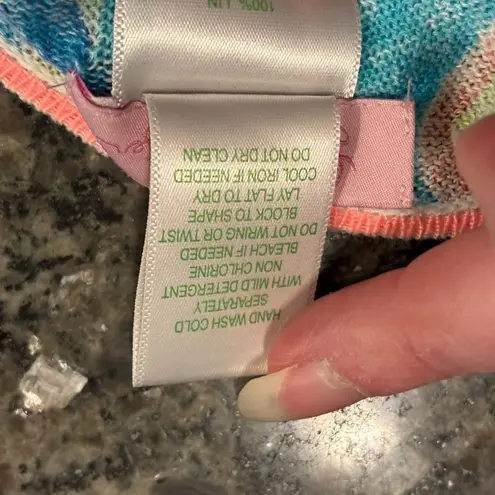 HAND WASH COLD
SEPARATELY
WITH MILD DETERGENT
NON CHLORINE
BLEACH IF NEEDED
DO NOT WRING OR TWIST
BLOCK TO SHAPE
LAY FLAT TO DRY
COOL IRON IF NEEDED
DO NOT DRY CLEAN
100%